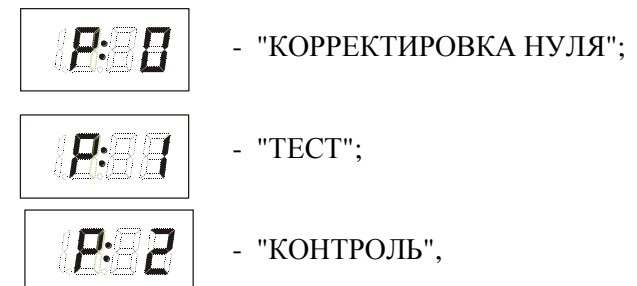 P: 0 - "КОРРЕКТИРОВКА НУЛЯ";
P: 1 - "ТЕСТ";
P: 2 - "КОНТРОЛЬ",